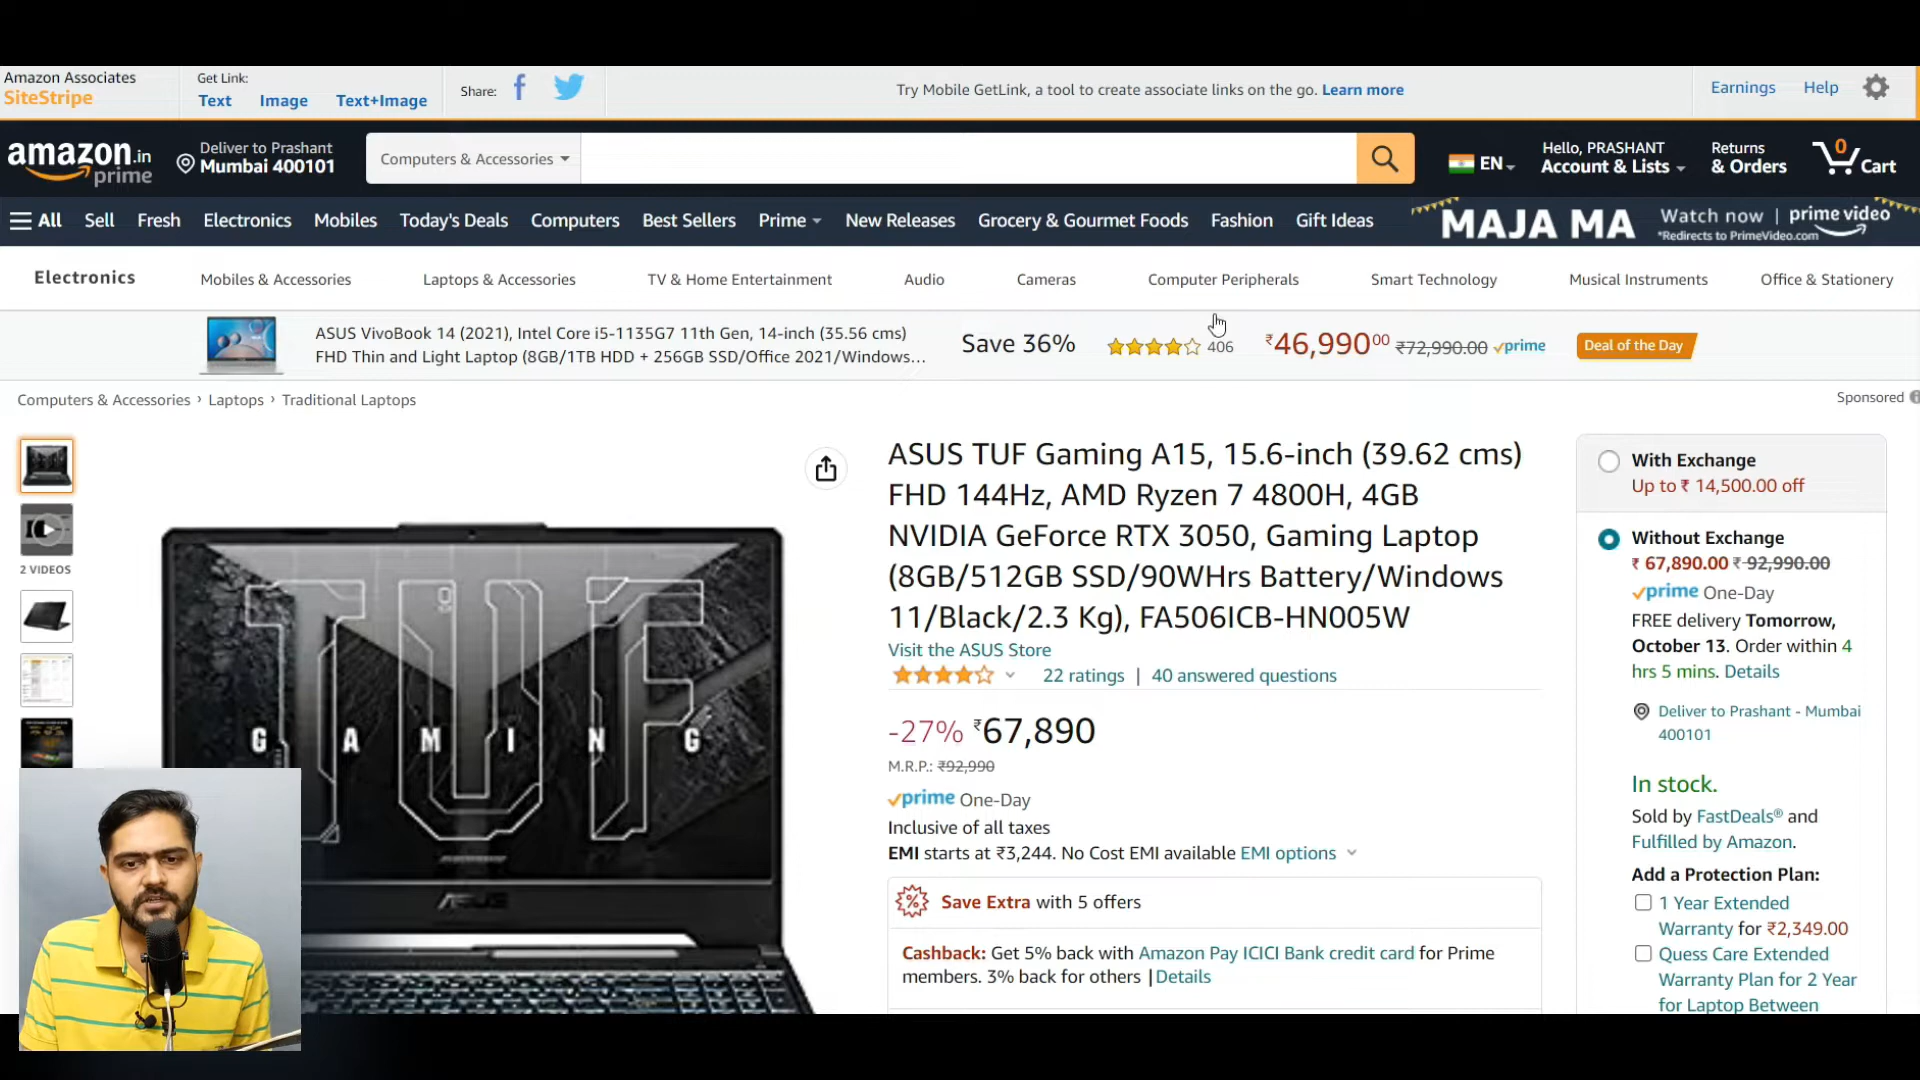 Amazon Associates
SiteStripe
Get Link:
Text Image Text+Image
Share:
Try Mobile GetLink, a tool to create associate links on the go. Learn more
Earnings Help
amazon.in
prime
Deliver to Prashant
Mumbai 400101
Computers & Accessories
EN
Hello, PRASHANT
Account & Lists
Returns
& Orders
0
Cart
All Sell Fresh Electronics Mobiles Today's Deals Computers Best Sellers Prime New Releases Grocery & Gourmet Foods Fashion Gift Ideas
MAJA MA
Watch now | prime video
*Redirects to PrimeVideo.com
Electronics Mobiles & Accessories Laptops & Accessories TV & Home Entertainment Audio Cameras Computer Peripherals Smart Technology Musical Instruments Office & Stationery
ASUS VivoBook 14 (2021), Intel Core i5-1135G7 11th Gen, 14-inch (35.56 cms)
FHD Thin and Light Laptop (8GB/1TB HDD + 256GB SSD/Office 2021/Windows...
Save 36%
406
₹46,99000 ₹72,990.00 prime
Deal of the Day
Computers & Accessories › Laptops › Traditional Laptops
Sponsored
2 VIDEOS
TUF
GAMING
ASUS
ASUS TUF Gaming A15, 15.6-inch (39.62 cms)
FHD 144Hz, AMD Ryzen 7 4800H, 4GB
NVIDIA GeForce RTX 3050, Gaming Laptop
(8GB/512GB SSD/90WHrs Battery/Windows
11/Black/2.3 Kg), FA506ICB-HN005W
Visit the ASUS Store
22 ratings | 40 answered questions
-27% ₹67,890
M.R.P.: ₹92,990
prime One-Day
Inclusive of all taxes
EMI starts at ₹3,244. No Cost EMI available EMI options
Save Extra with 5 offers
Cashback: Get 5% back with Amazon Pay ICICI Bank credit card for Prime
members. 3% back for others | Details
With Exchange
Up to ₹ 14,500.00 off
Without Exchange
₹ 67,890.00 ₹ 92,990.00
prime One-Day
FREE delivery Tomorrow,
October 13. Order within 4
hrs 5 mins. Details
Deliver to Prashant - Mumbai
400101
In stock.
Sold by FastDeals® and
Fulfilled by Amazon.
Add a Protection Plan:
1 Year Extended
Warranty for ₹2,349.00
Quess Care Extended
Warranty Plan for 2 Year
for Laptop Between